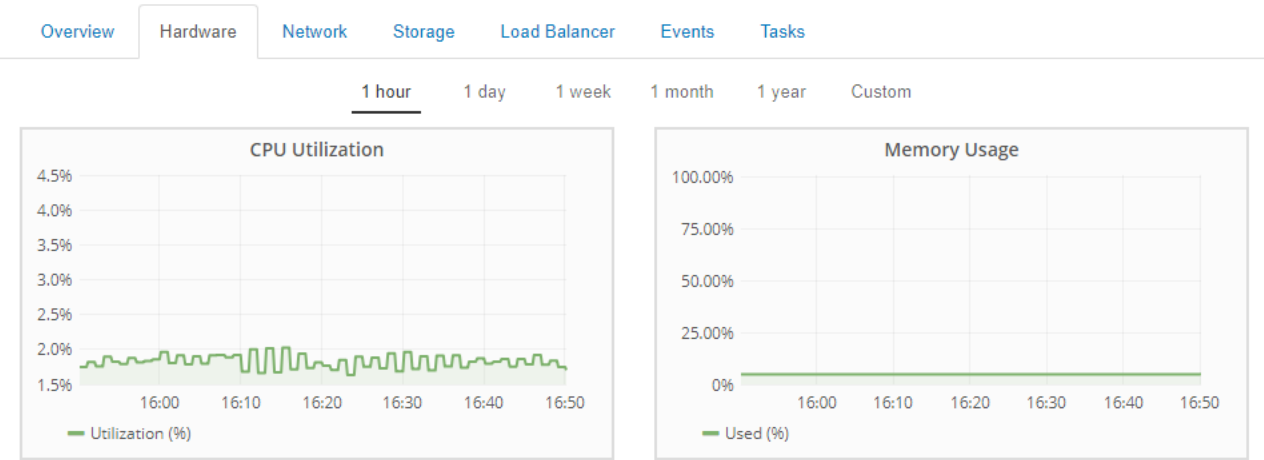 Overview Hardware Network Storage Load Balancer Events Tasks
1 hour 1 day 1 week 1 month 1 year Custom
CPU Utilization
4.5%
4.0%
3.5%
3.0%
2.5%
2.0%
1.5%
16:00 16:10 16:20 16:30 16:40 16:50
Utilization (%)
Memory Usage
100.00%
75.00%
50.00%
25.00%
0%
16:00 16:10 16:20 16:30 16:40 16:50
Used (%)